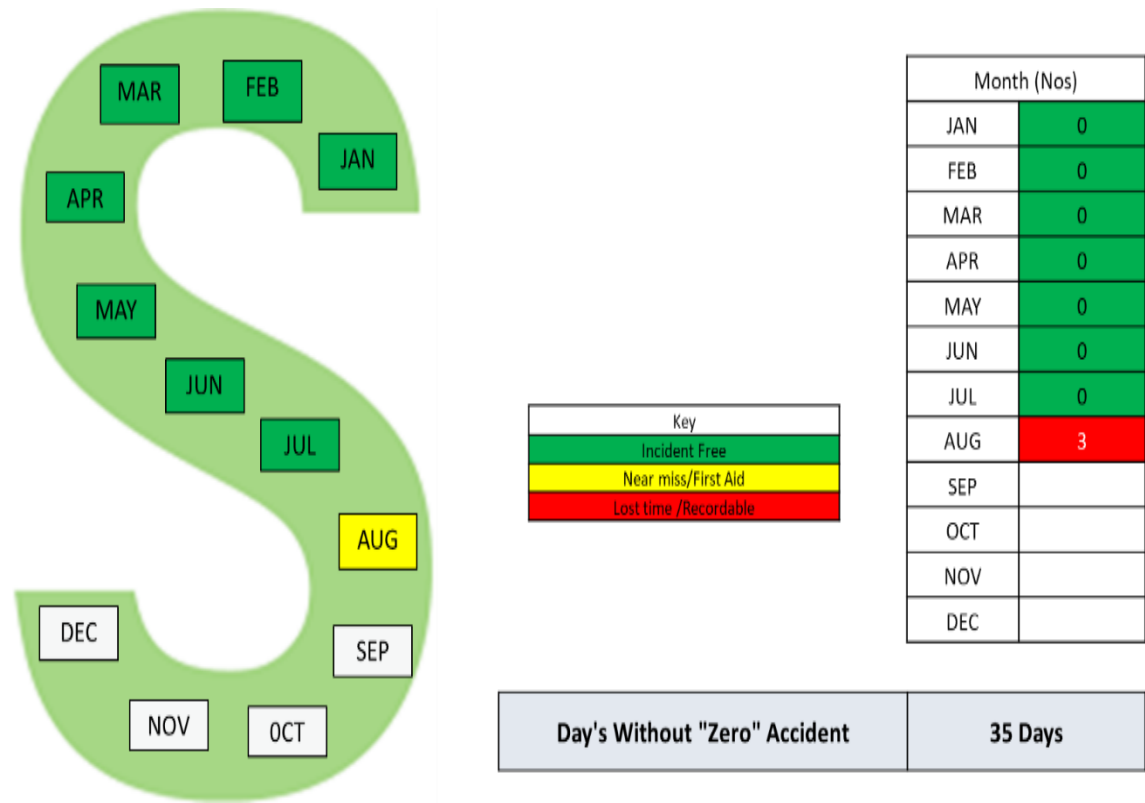 MAR
FEB
JAN
APR
MAY
JUN
JUL
AUG
SEP
0CT
NOV
DEC
Key
Incident Free
Near miss/First Aid
Lost time /Recordable
Month (Nos)
JAN 0
FEB 0
MAR 0
APR 0
MAY 0
JUN 0
JUL 0
AUG 3
SEP
OCT
NOV
DEC
Day's Without "Zero" Accident 35 Days